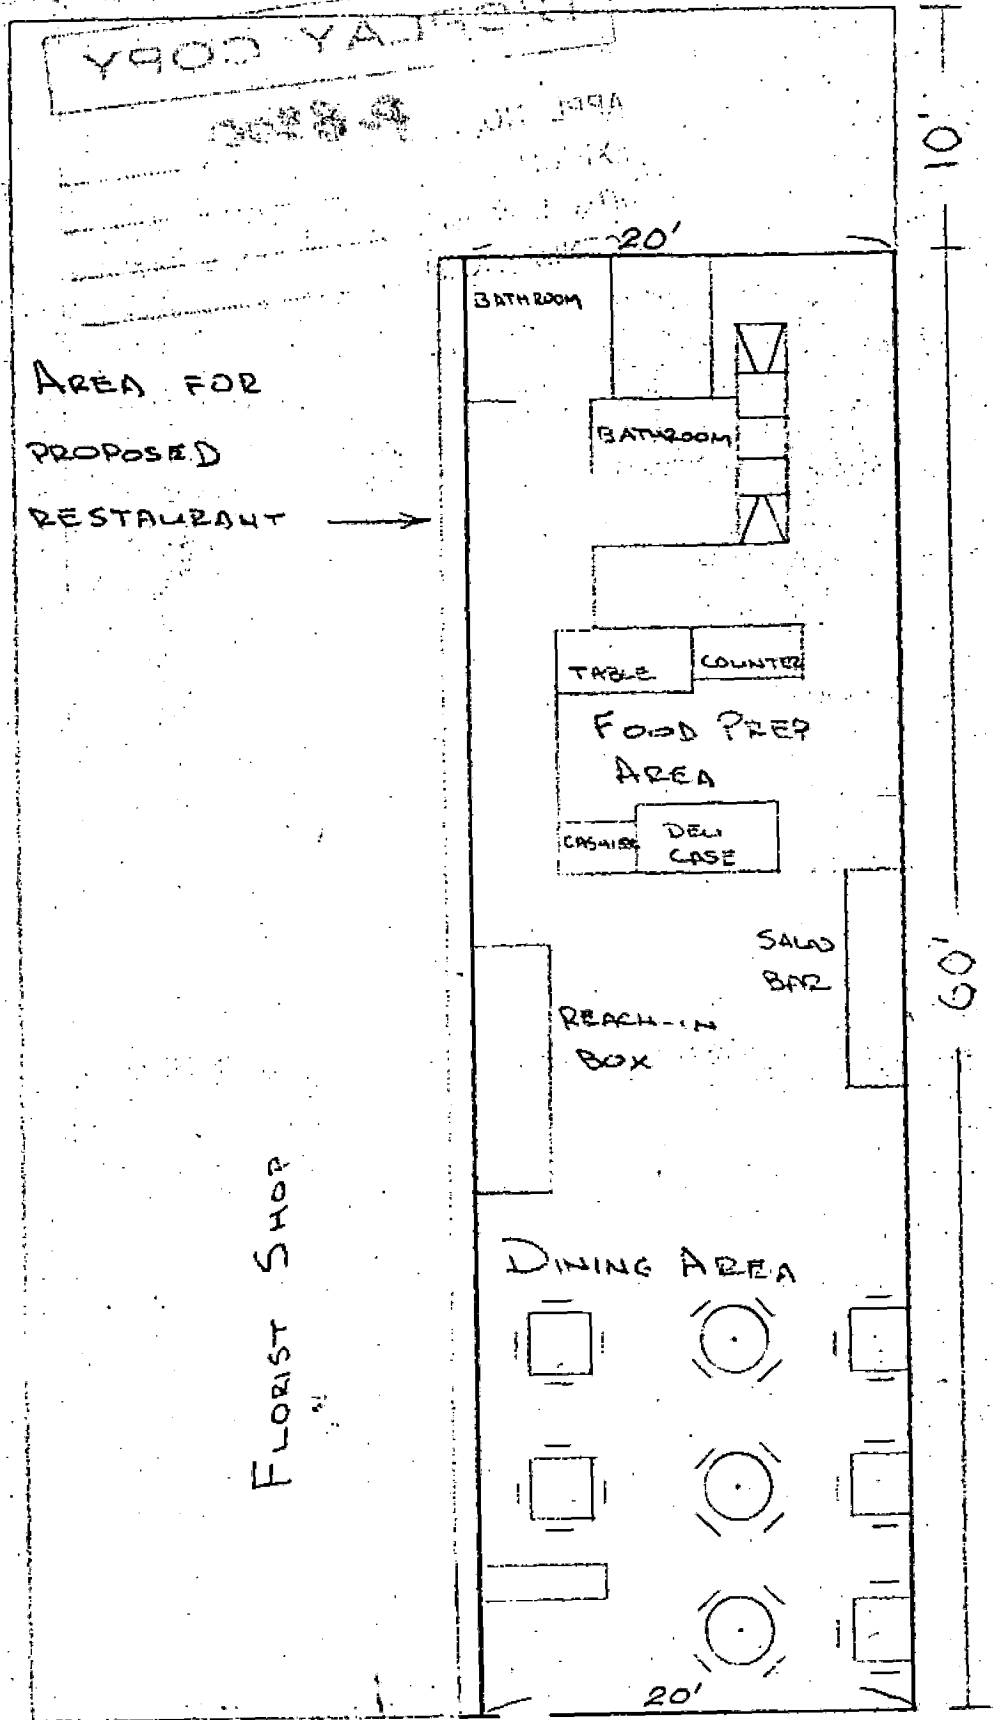 10'
20'
BATHROOM
AREA FOR
PROPOSED
RESTAURANT
BATHROOM
TABLE
COUNTER
FOOD PREP
AREA
CASHIER
DELI
CASE
SALAD
BAR
60'
REACH-IN
BOX
FLORIST SHOP
DINING AREA
20'